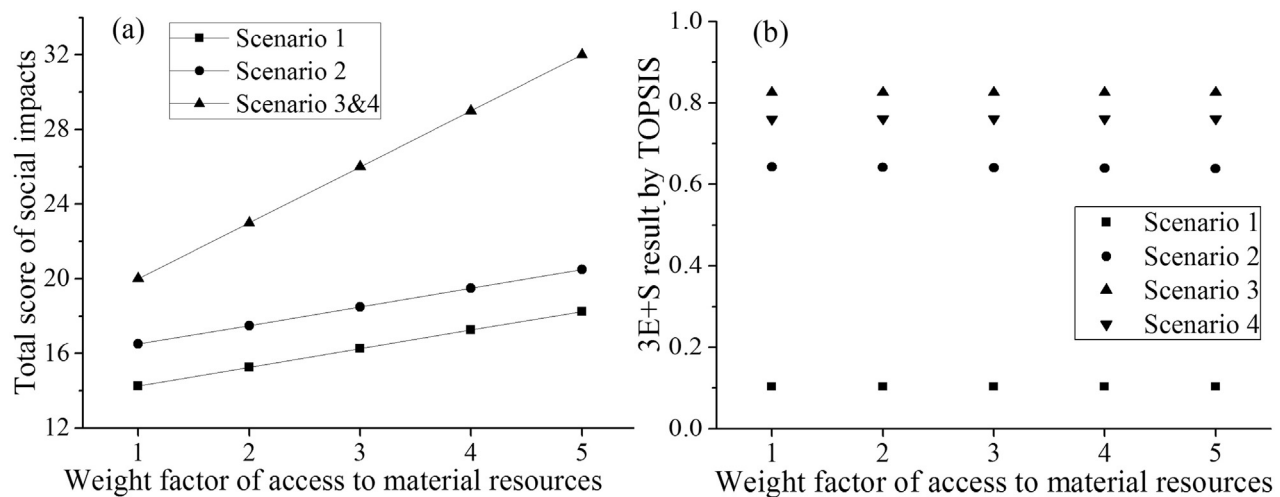 (a)
Scenario 1
Scenario 2
Scenario 3&4
Total score of social impacts
32
28
24
20
16
12
1 2 3 4 5
Weight factor of access to material resources
(b)
3E+S result by TOPSIS
1.0
0.8
0.6
0.4
0.2
0.0
Scenario 1
Scenario 2
Scenario 3
Scenario 4
1 2 3 4 5
Weight factor of access to material resources